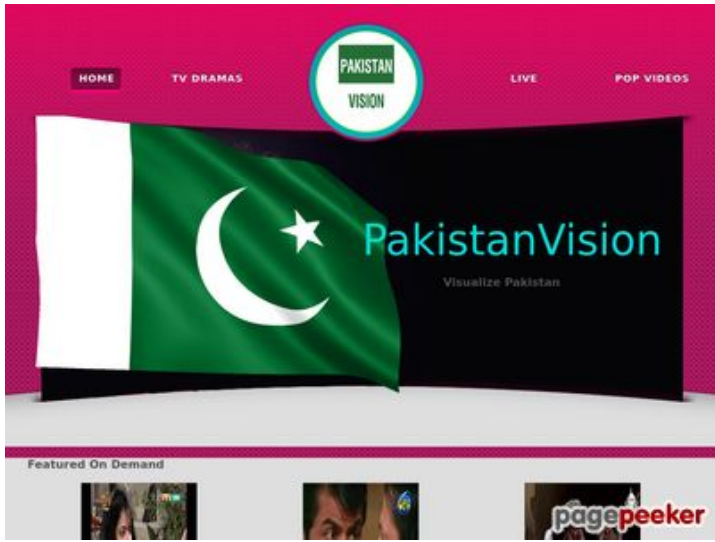 HOME
TV DRAMAS
PAKISTAN
VISION
LIVE
POP VIDEOS
PakistanVision
Visualize Pakistan
Featured On Demand
pagepeeker